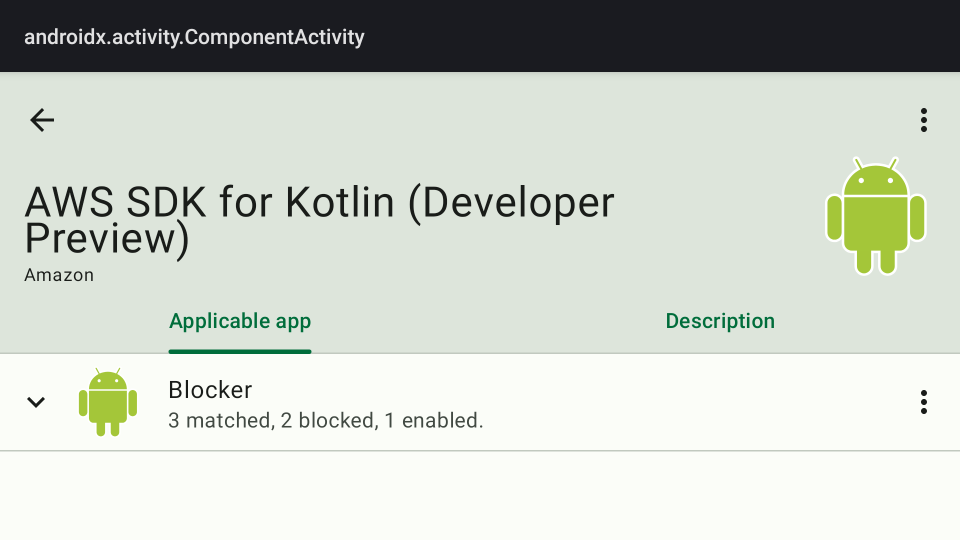 androidx.activity.ComponentActivity
AWS SDK for Kotlin (Developer
Preview)
Amazon
Applicable app
Description
Blocker
3 matched, 2 blocked, 1 enabled.